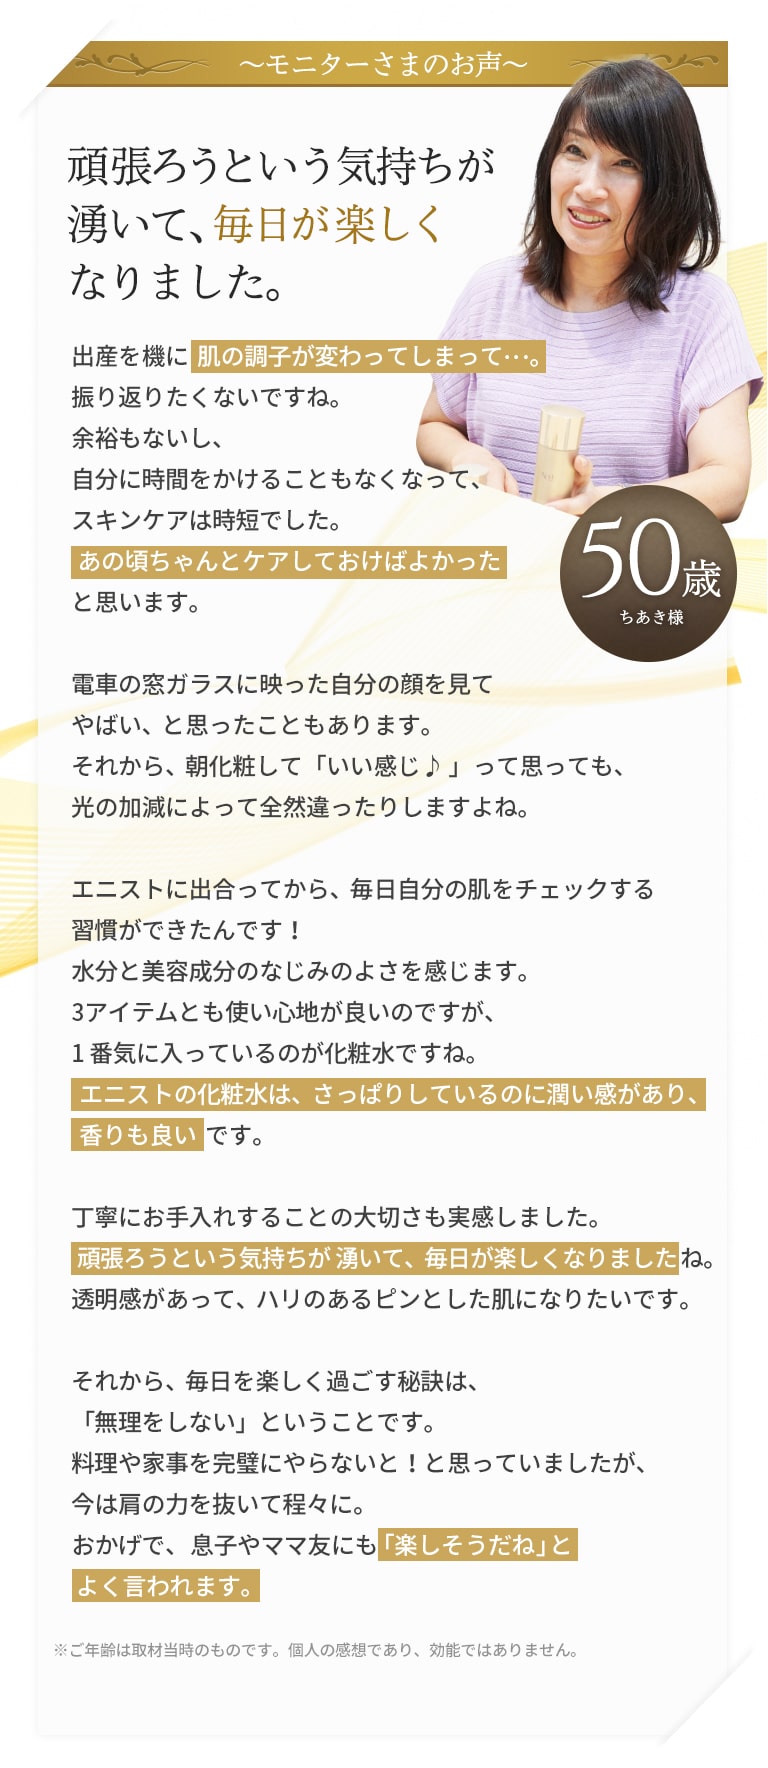 ～モニターさまのお声～
頑張ろうという気持ちが
湧いて、毎日が楽しく
なりました。
出産を機に 肌の調子が変わってしまって…。
振り返りたくないですね。
余裕もないし、
自分に時間をかけることもなくなって、
スキンケアは時短でした。
あの頃ちゃんとケアしておけばよかった
と思います。
50歳
ちあき様
電車の窓ガラスに映った自分の顔を見て
やばい、と思ったこともあります。
それから、朝化粧して「いい感じ♪」って思っても、
光の加減によって全然違ったりしますよね。
エニストに出合ってから、毎日自分の肌をチェックする
習慣ができたんです！
水分と美容成分のなじみのよさを感じます。
3アイテムとも使い心地が良いのですが、
1番気に入っているのが化粧水ですね。
エニストの化粧水は、さっぱりしているのに潤い感があり、
香りも良い です。
丁寧にお手入れすることの大切さも実感しました。
頑張ろうという気持ちが湧いて、毎日が楽しくなりましたね。
透明感があって、ハリのあるピンとした肌になりたいです。
それから、毎日を楽しく過ごす秘訣は、
「無理をしない」ということです。
料理や家事を完璧にやらないと！と思っていましたが、
今は肩の力を抜いて程々に。
おかげで、息子やママ友にも「楽しそうだね」と
よく言われます。
※ご年齢は取材当時のものです。個人の感想であり、効能ではありません。